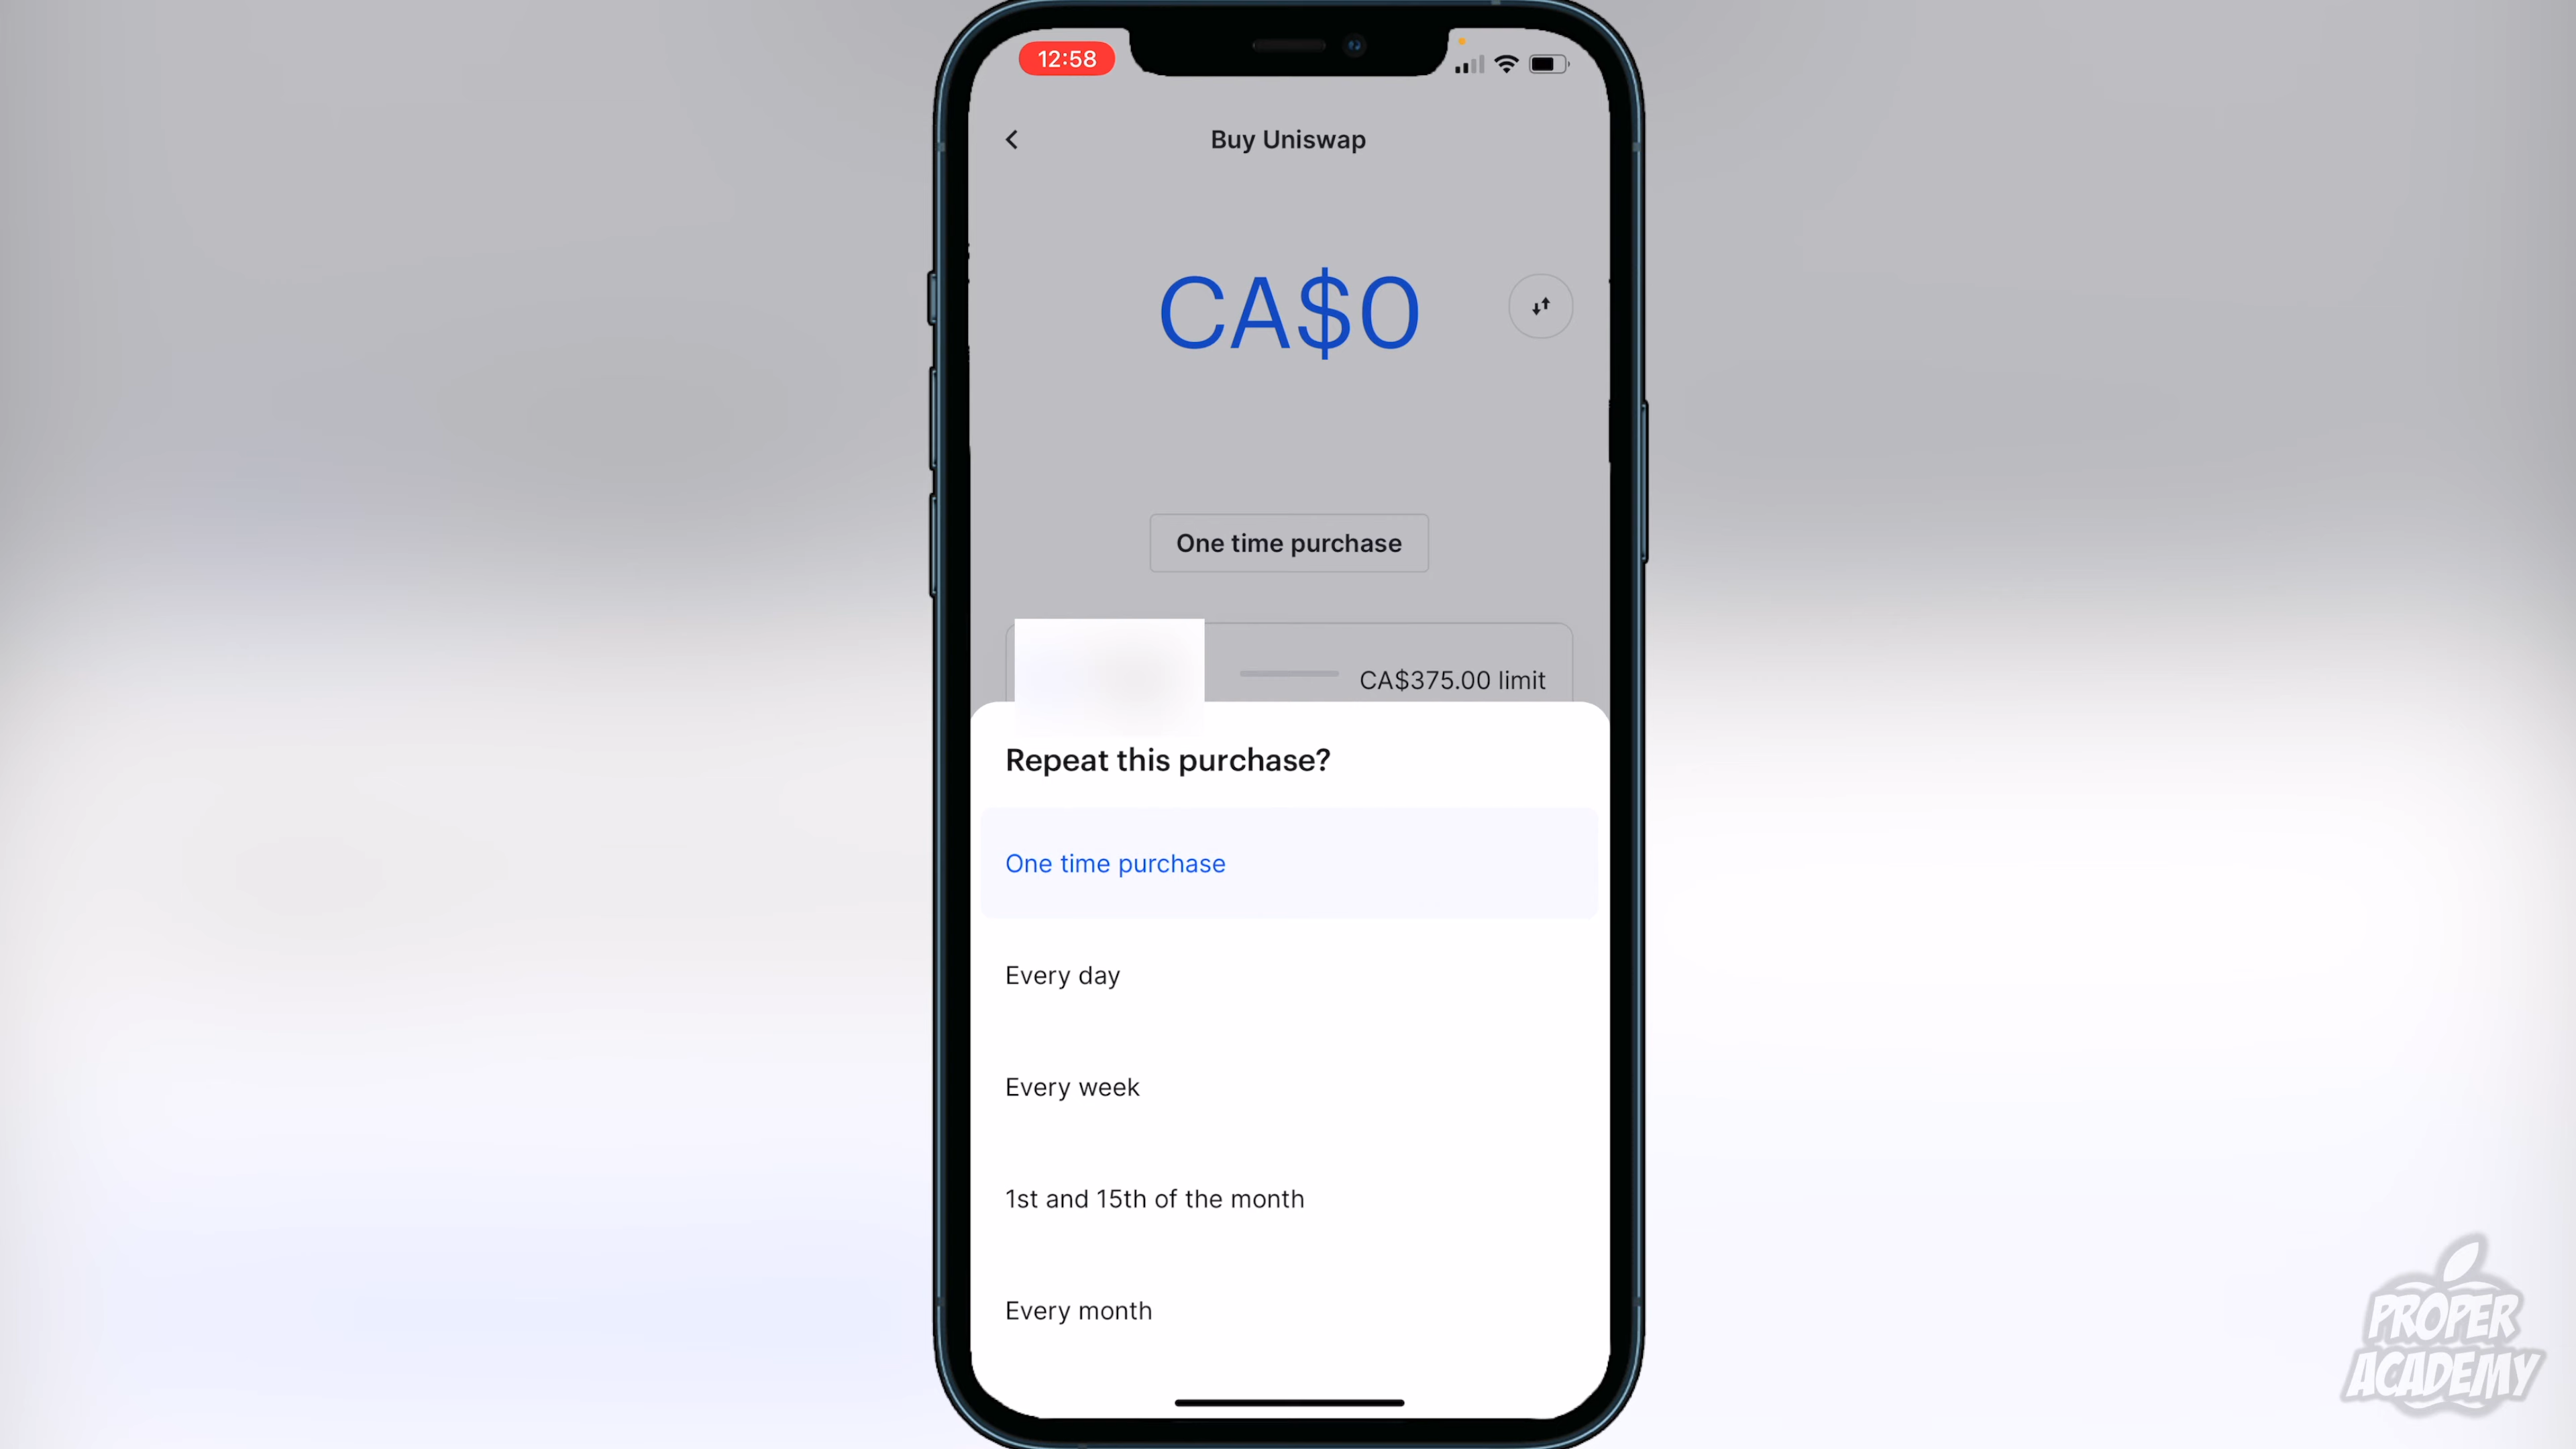 12:58
Buy Uniswap
CA$0
One time purchase
CA$375.00 limit
Repeat this purchase?
One time purchase
Every day
Every week
1st and 15th of the month
Every month
PROPER
ACADEMY